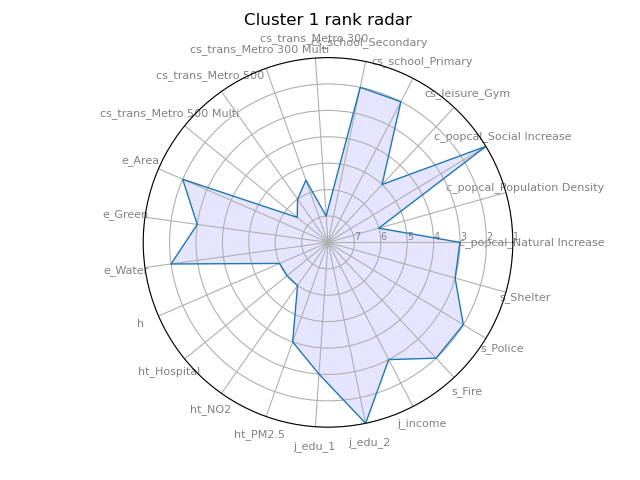 Cluster 1 rank radar
cs_trans_Metro 300
cs_school_Secondary
cs_trans_Metro 300 Multi
cs_school_Primary
cs_trans_Metro 500
cs_leisure_Gym
cs_trans_Metro 500 Multi
c_popcal_Social Increase
e_Area
c_popcal_Population Density
e_Green
7 6 5 4 3 2 1
c_popcal_Natural Increase
e_Water
s_Shelter
h
s_Police
ht_Hospital
s_Fire
ht_NO2
j_income
ht_PM2.5
j_edu_1
j_edu_2